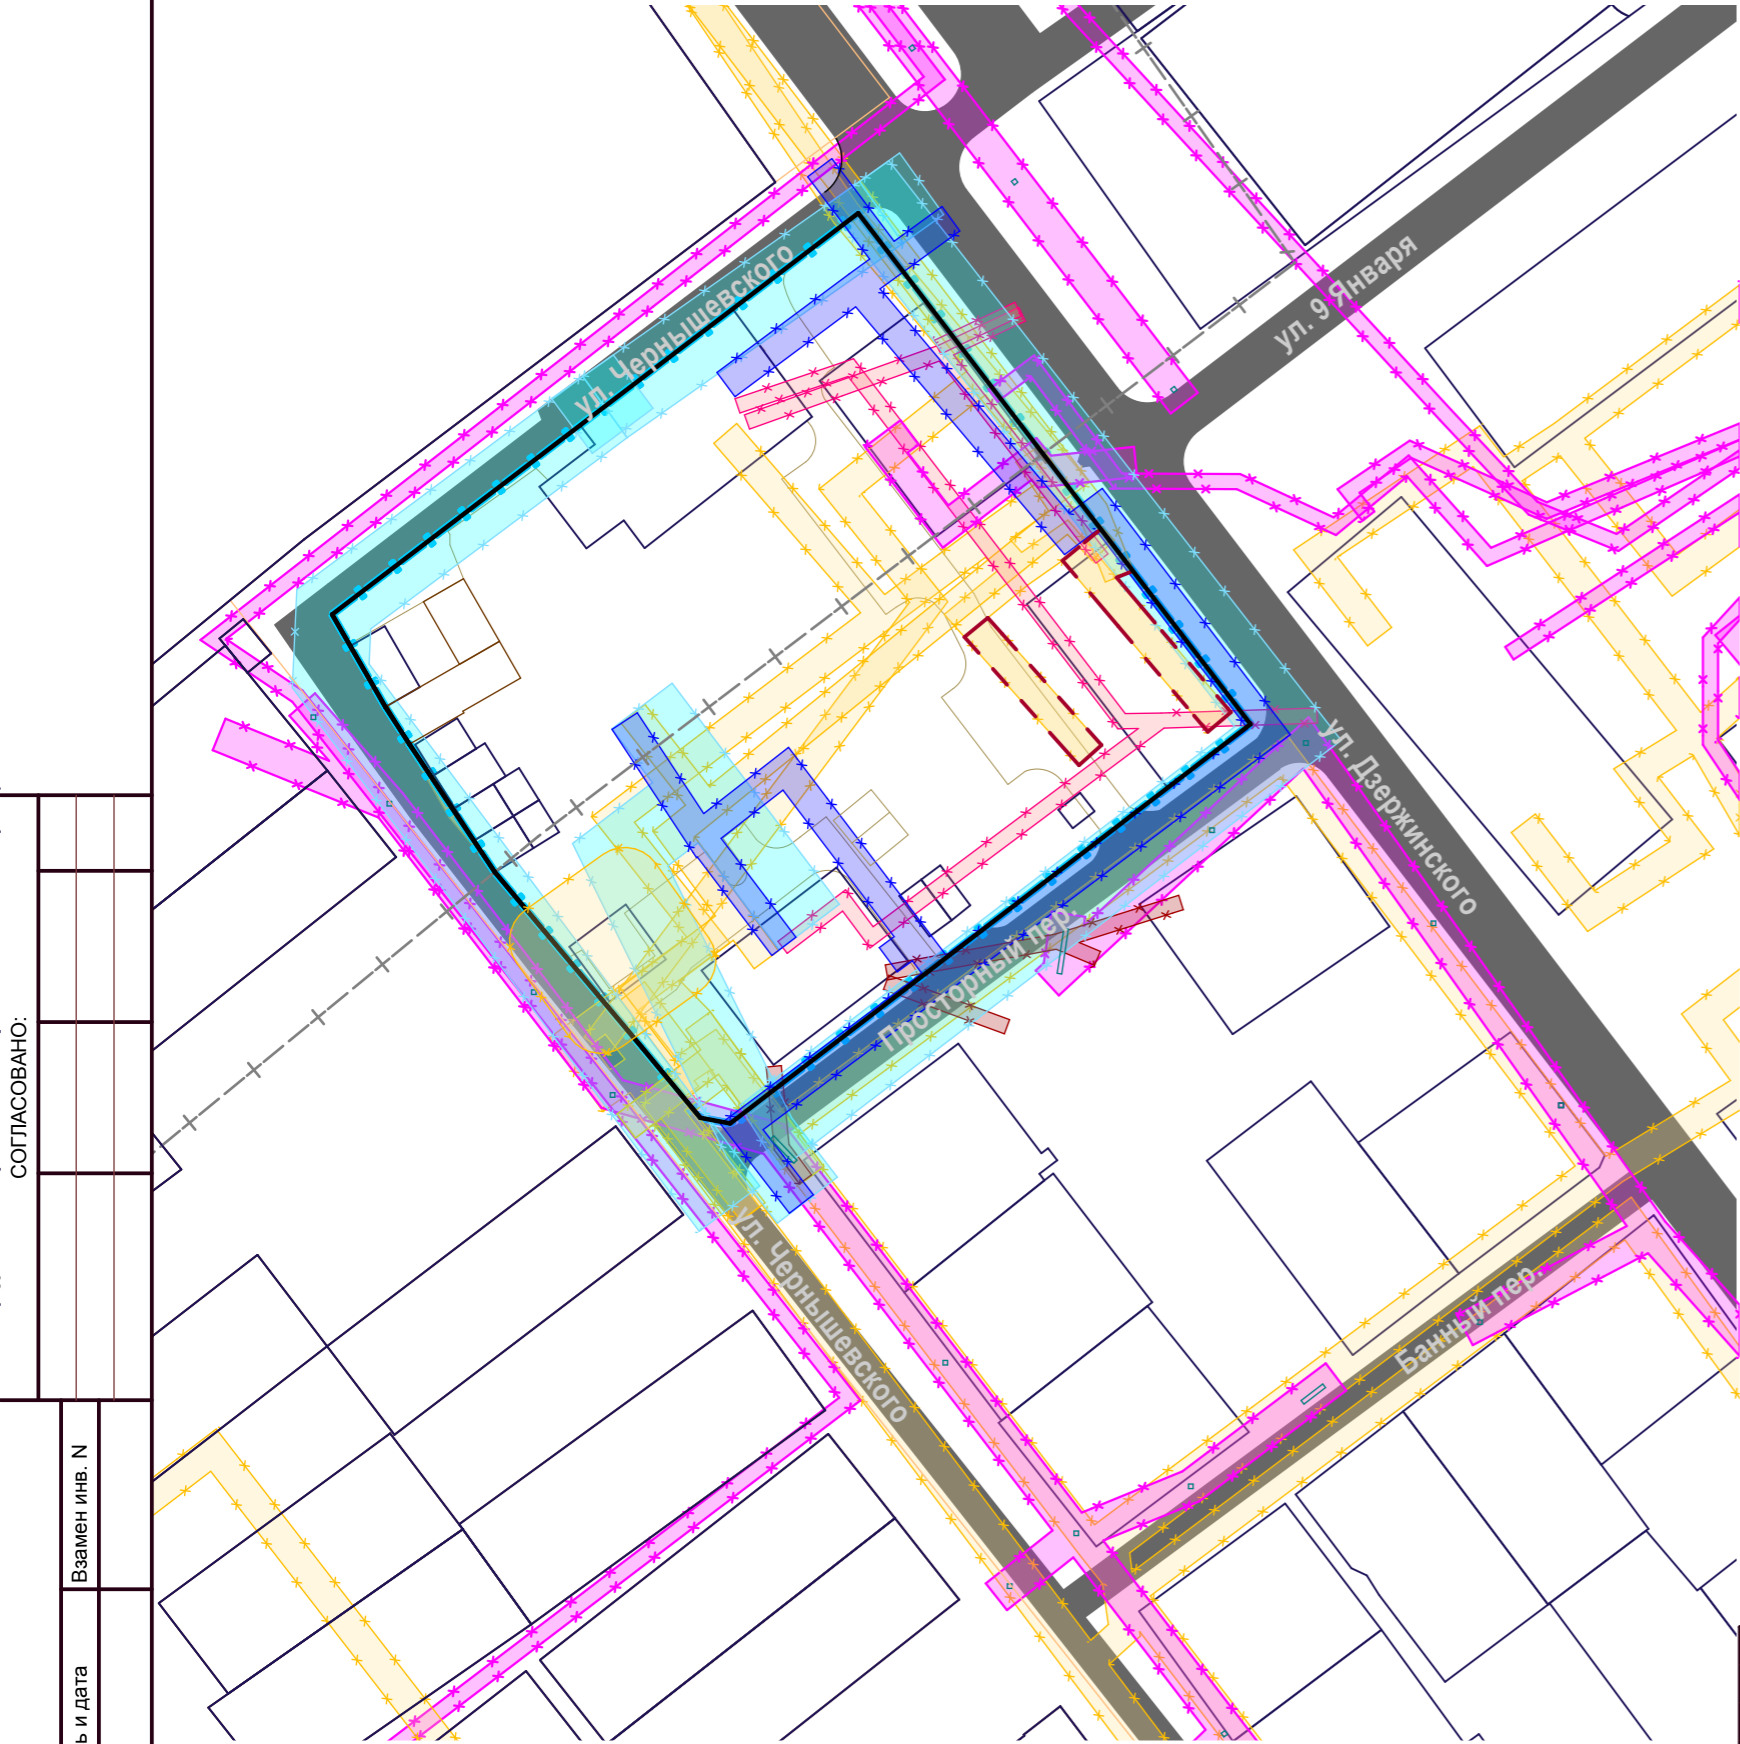 ул. Чернышевского
ул. 9 Января
ул. Дзержинского
Просторный пер.
ул. Чернышевского
Банный пер.
СОГЛАСОВАНО:
Взамен инв. N
и дата